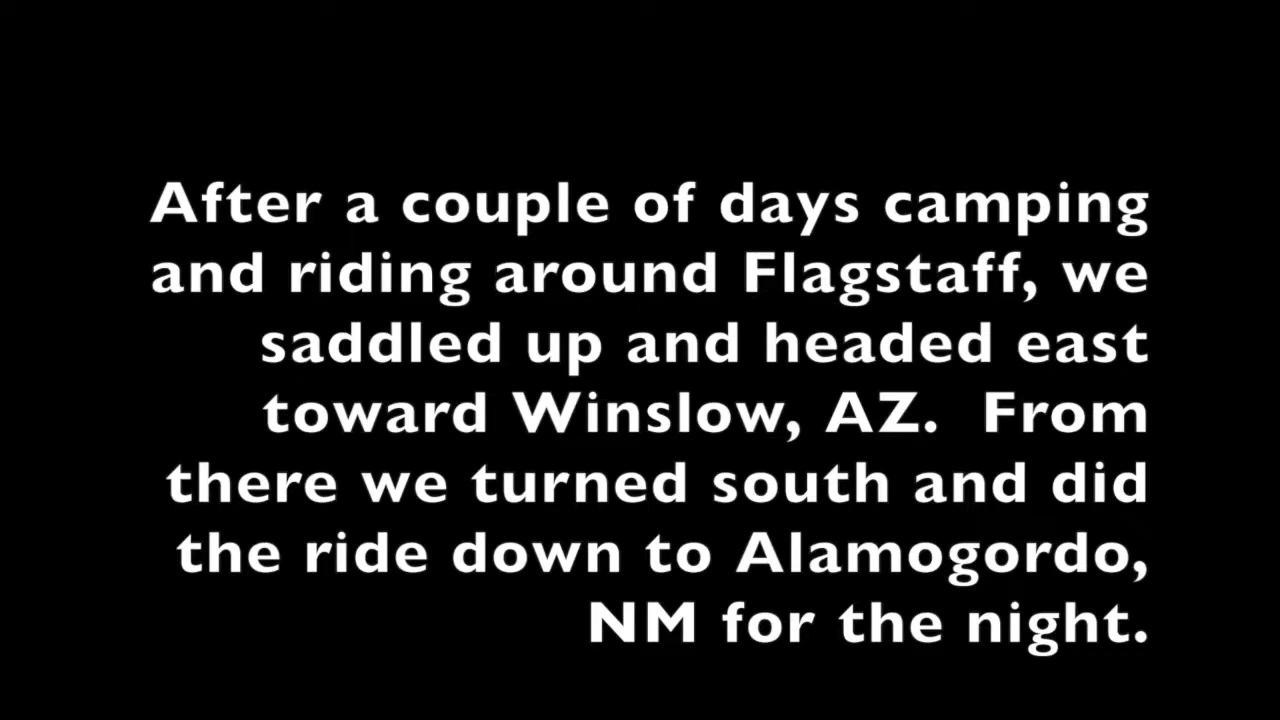 After a couple of days camping
and riding around Flagstaff, we
saddled up and headed east
toward Winslow, AZ.  From
there we turned south and did
the ride down to Alamogordo,
NM for the night.